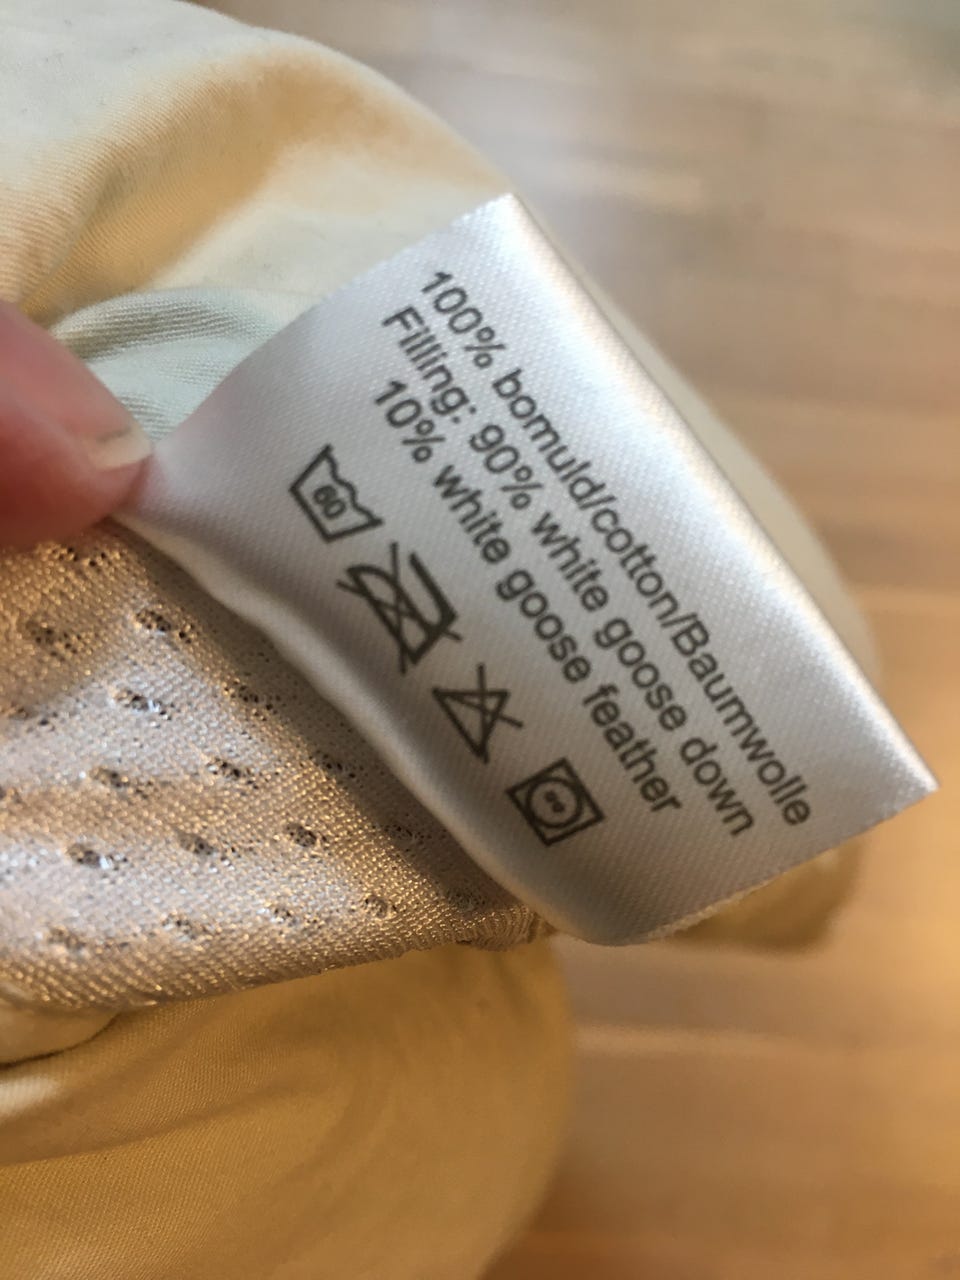 100% bomuld/cotton/Baumwolle
Filling: 90% white goose down
10% white goose feather
60